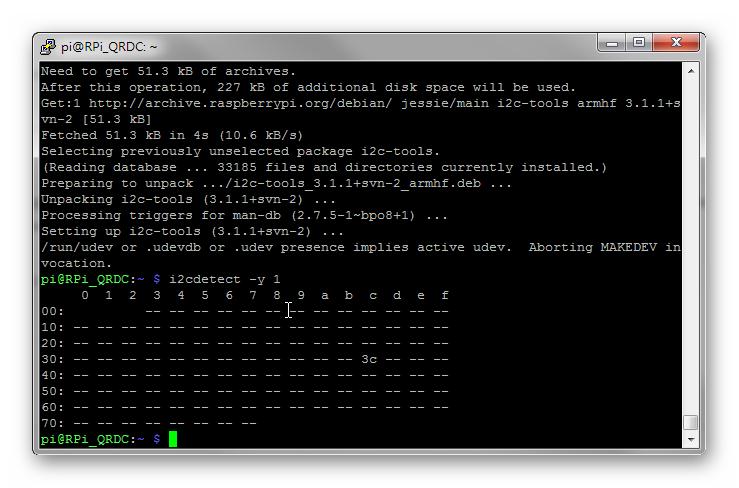 pi@RPi_QRDC: ~
Need to get 51.3 kB of archives.
After this operation, 227 kB of additional disk space will be used.
Get:1 http://archive.raspberrypi.org/debian/ jessie/main i2c-tools armhf 3.1.1+s
vn-2 [51.3 kB]
Fetched 51.3 kB in 4s (10.6 kB/s)
Selecting previously unselected package i2c-tools.
(Reading database ... 33185 files and directories currently installed.)
Preparing to unpack .../i2c-tools_3.1.1+svn-2_armhf.deb ...
Unpacking i2c-tools (3.1.1+svn-2) ...
Processing triggers for man-db (2.7.5-1~bpo8+1) ...
Setting up i2c-tools (3.1.1+svn-2) ...
/run/udev or .udevdb or .udev presence implies active udev.  Aborting MAKEDEV in
vocation.
pi@RPi_QRDC:~ $ i2cdetect -y 1
     0  1  2  3  4  5  6  7  8  9  a  b  c  d  e  f
00:          -- -- -- -- -- -- -- -- -- -- -- -- --
10: -- -- -- -- -- -- -- -- -- -- -- -- -- -- -- --
20: -- -- -- -- -- -- -- -- -- -- -- -- -- -- -- --
30: -- -- -- -- -- -- -- -- -- -- -- -- 3c -- -- --
40: -- -- -- -- -- -- -- -- -- -- -- -- -- -- -- --
50: -- -- -- -- -- -- -- -- -- -- -- -- -- -- -- --
60: -- -- -- -- -- -- -- -- -- -- -- -- -- -- -- --
70: -- -- -- -- -- -- -- --
pi@RPi_QRDC:~ $